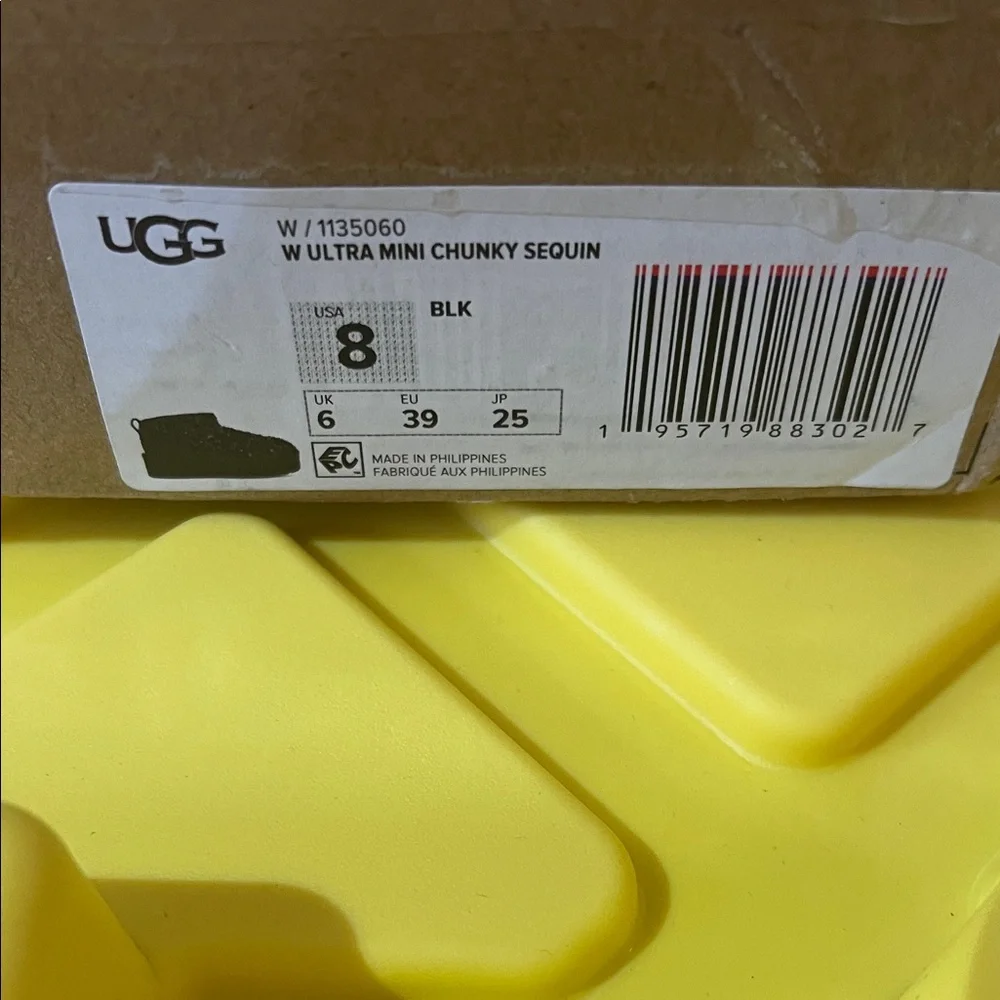 UGG
W / 1135060
W ULTRA MINI CHUNKY SEQUIN
USA
8
BLK
UK EU JP
6 39 25
EPC™
MADE IN PHILIPPINES
FABRIQUÉ AUX PHILIPPINES
1 95719 88302 7